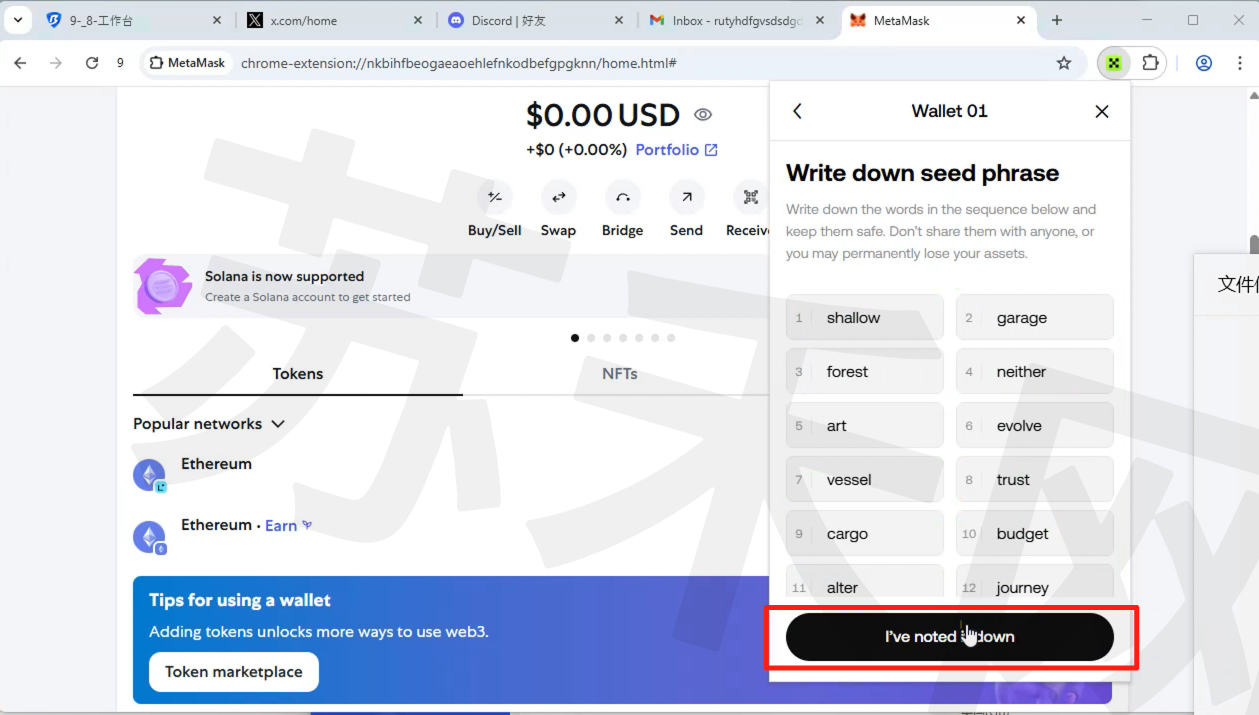 9-_8-工作台
x.com/home
Discord | 好友
Inbox - rutyhdfgvsdsdgd
MetaMask
9
MetaMask
chrome-extension://nkbihfbeogaeaoehlefnkodbefgpgknn/home.html#
$0.00 USD
+$0 (+0.00%) Portfolio
Buy/Sell
Swap
Bridge
Send
Receive
Solana is now supported
Create a Solana account to get started
Tokens
NFTs
Popular networks
Ethereum
Ethereum • Earn
Tips for using a wallet
Adding tokens unlocks more ways to use web3.
Token marketplace
Wallet 01
Write down seed phrase
Write down the words in the sequence below and
keep them safe. Don't share them with anyone, or
you may permanently lose your assets.
1 shallow
2 garage
3 forest
4 neither
5 art
6 evolve
7 vessel
8 trust
9 cargo
10 budget
11 alter
12 journey
I've noted it down
文件
苏禾网